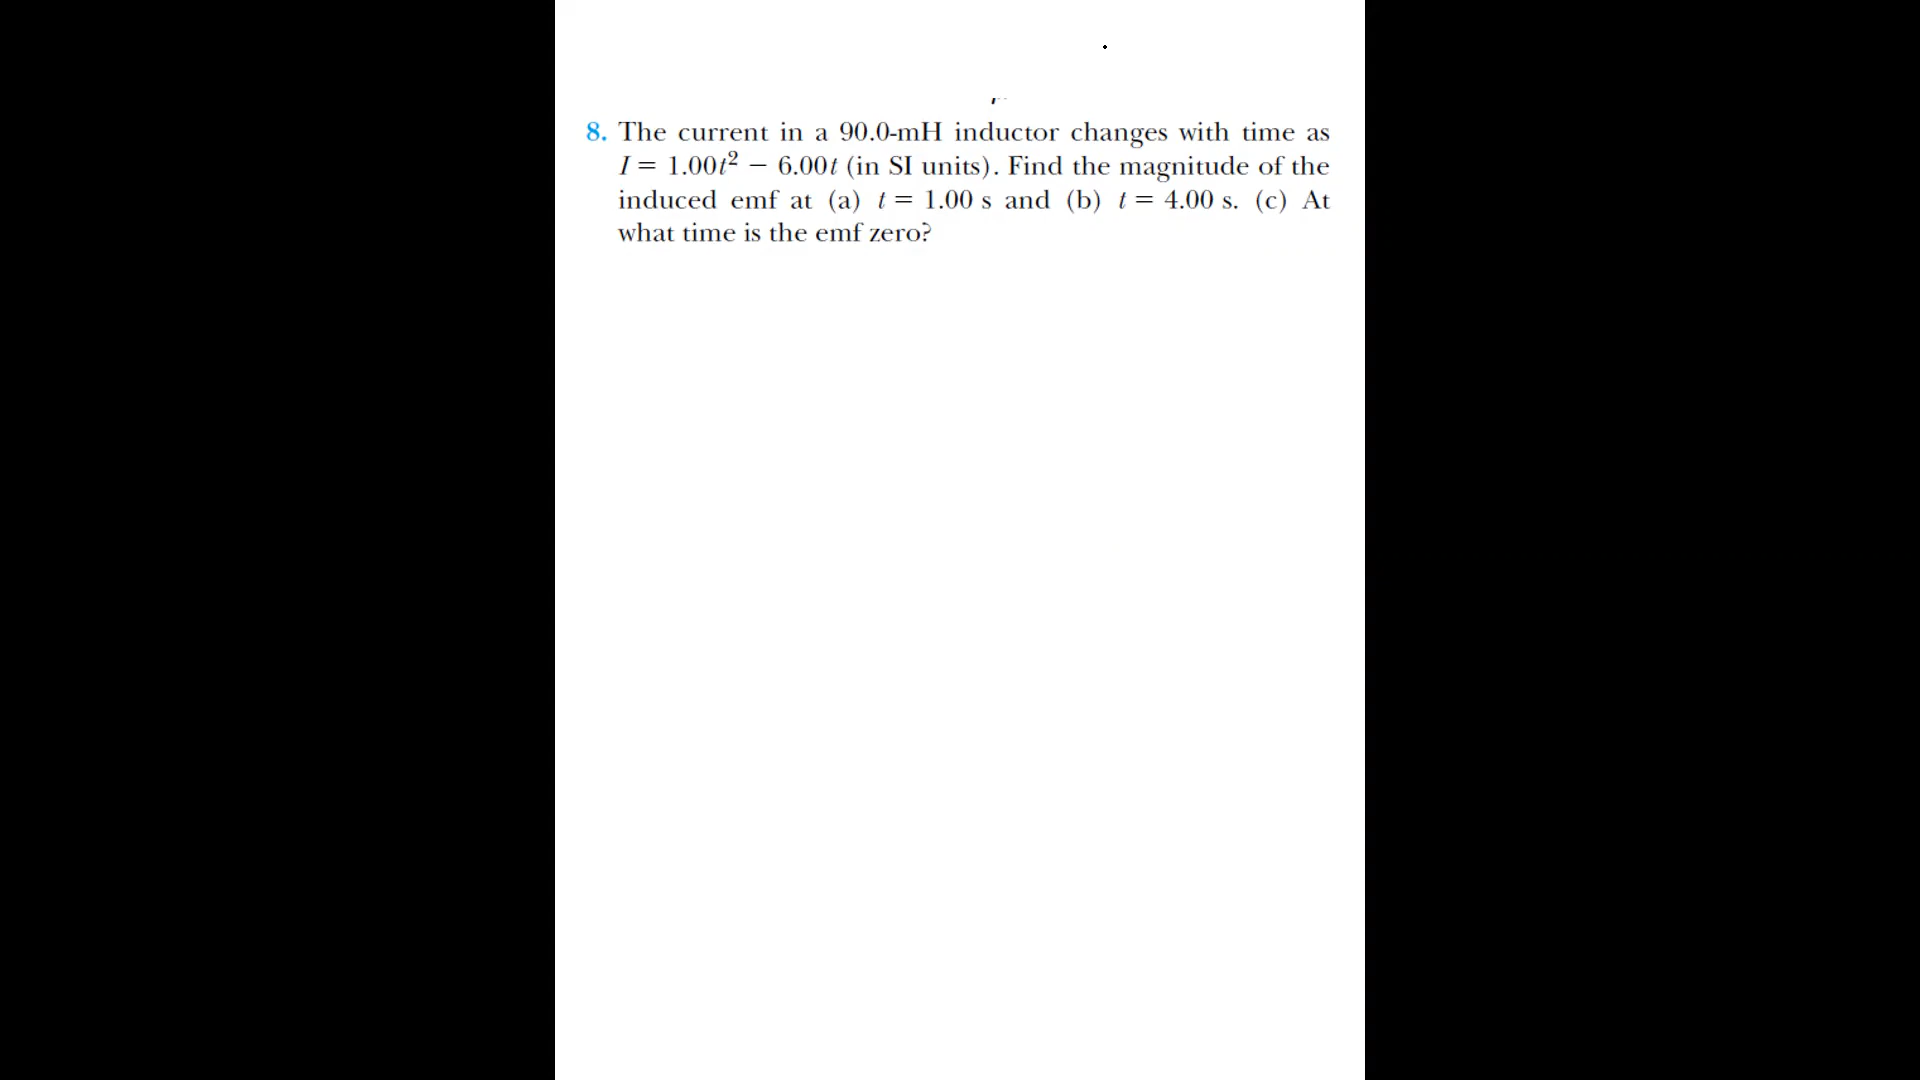 8. The current in a 90.0-mH inductor changes with time as
I = 1.00t² − 6.00t (in SI units). Find the magnitude of the
induced emf at (a) t = 1.00 s and (b) t = 4.00 s. (c) At
what time is the emf zero?